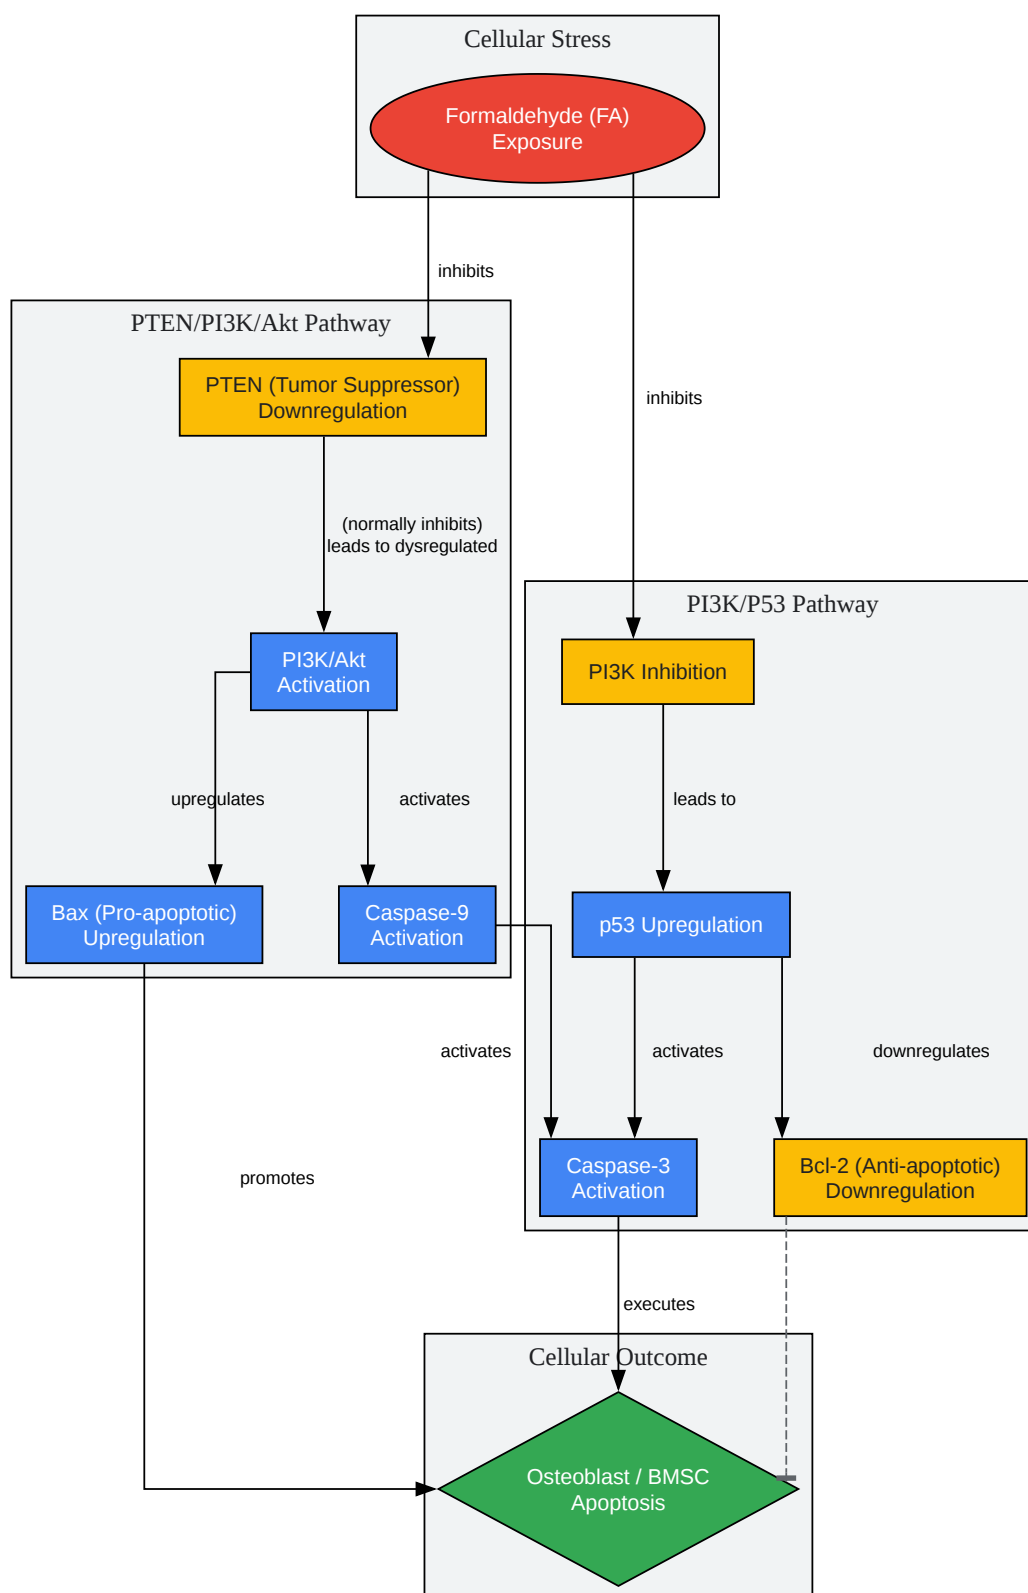 Cellular Stress
Formaldehyde (FA)
Exposure
inhibits
PTEN/PI3K/Akt Pathway
PTEN (Tumor Suppressor)
Downregulation
inhibits
(normally inhibits)
leads to dysregulated
PI3K/P53 Pathway
PI3K/Akt
Activation
PI3K Inhibition
upregulates
activates
leads to
Bax (Pro-apoptotic)
Upregulation
Caspase-9
Activation
p53 Upregulation
activates
activates
downregulates
Caspase-3
Activation
Bcl-2 (Anti-apoptotic)
Downregulation
promotes
executes
Cellular Outcome
Osteoblast / BMSC
Apoptosis